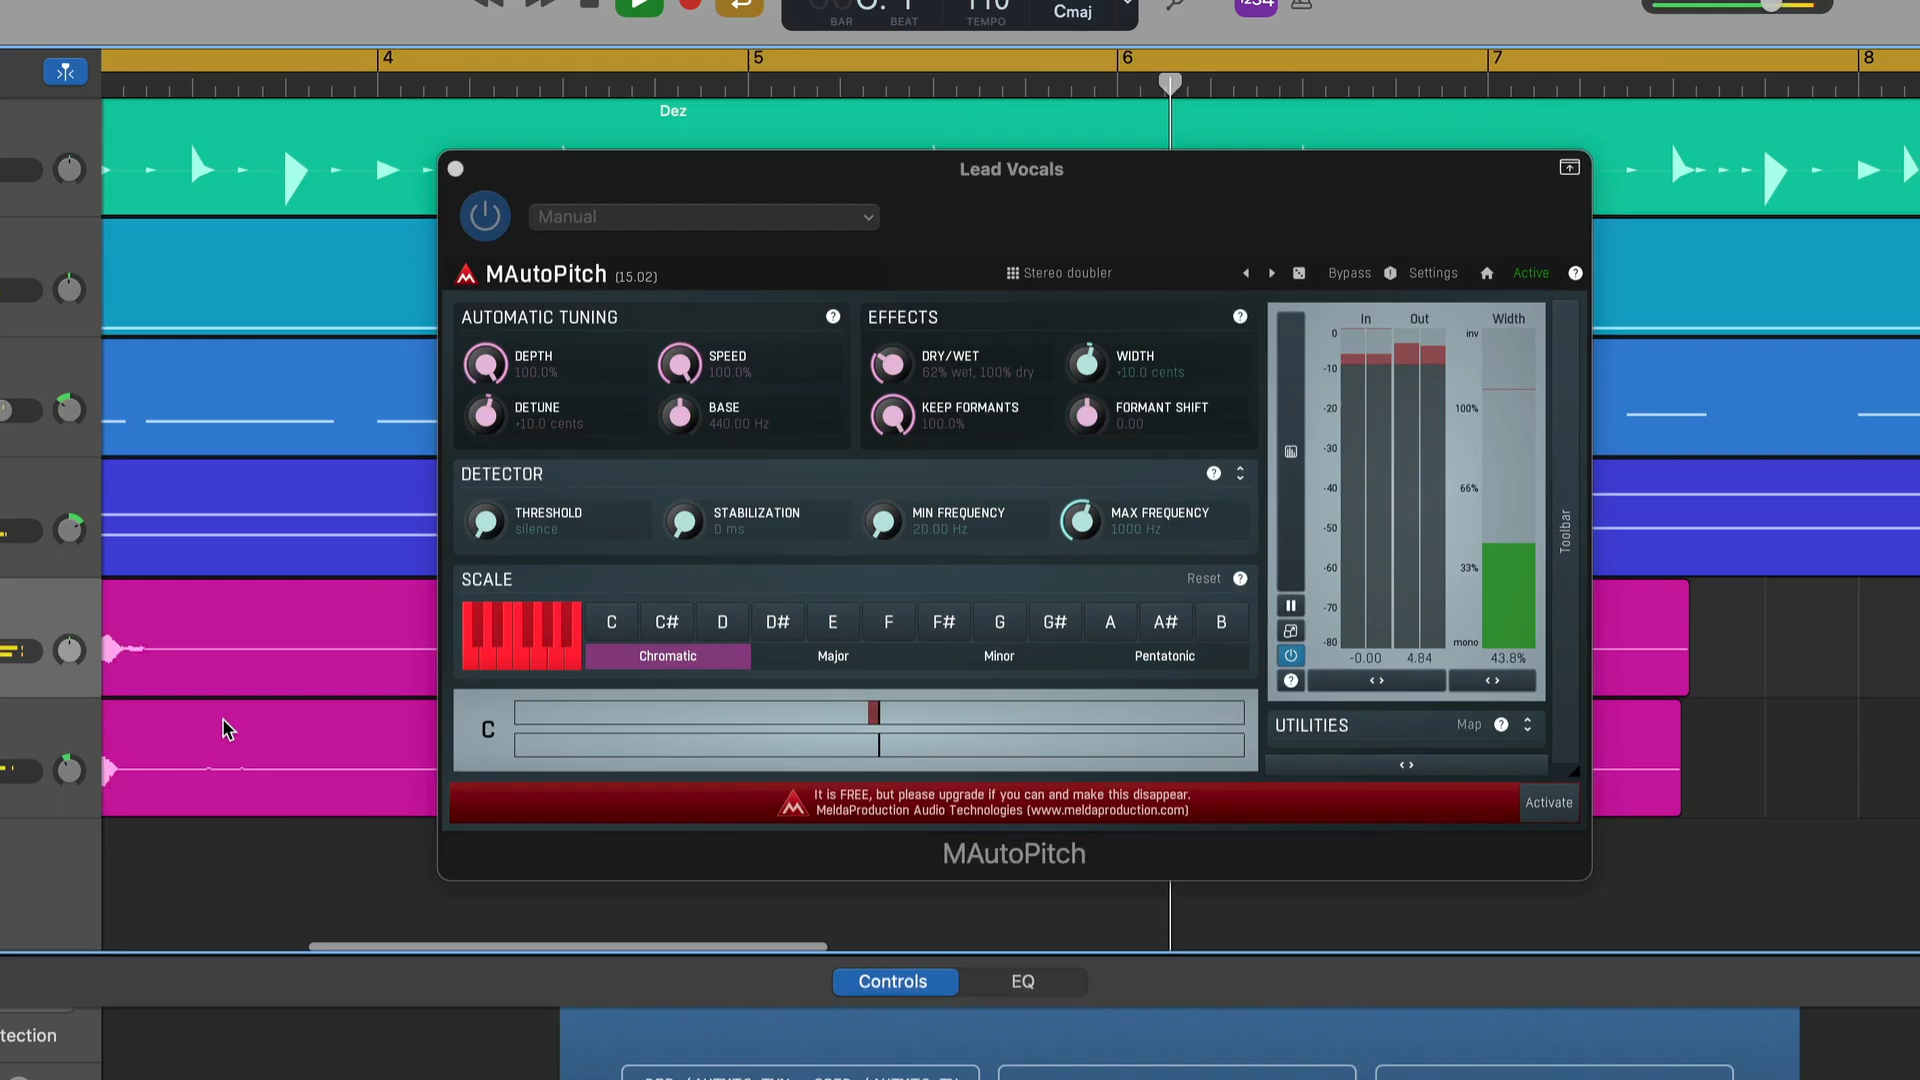 110
Cmaj
1234
BAR
BEAT
TEMPO
4
5
6
7
8
Dez
Lead Vocals
Manual
MAutoPitch (15.02)
Stereo doubler
Bypass
Settings
Active
?
AUTOMATIC TUNING
?
EFFECTS
?
DEPTH
100.0%
SPEED
100.0%
DETUNE
+10.0 cents
BASE
440.00 Hz
DRY/WET
62% wet, 100% dry
WIDTH
+10.0 cents
KEEP FORMANTS
100.0%
FORMANT SHIFT
0.00
DETECTOR
?
THRESHOLD
silence
STABILIZATION
0 ms
MIN FREQUENCY
20.00 Hz
MAX FREQUENCY
1000 Hz
SCALE
Reset
?
C C# D D# E F F# G G# A A# B
Chromatic
Major
Minor
Pentatonic
C
In
Out
Width
0
-10
-20
-30
-40
-50
-60
-70
-80
inv
100%
66%
33%
mono
-0.00
4.84
43.8%
?
Toolbar
UTILITIES
Map
?
It is FREE, but please upgrade if you can and make this disappear.
MeldaProduction Audio Technologies (www.meldaproduction.com)
Activate
MAutoPitch
Controls
EQ
tection